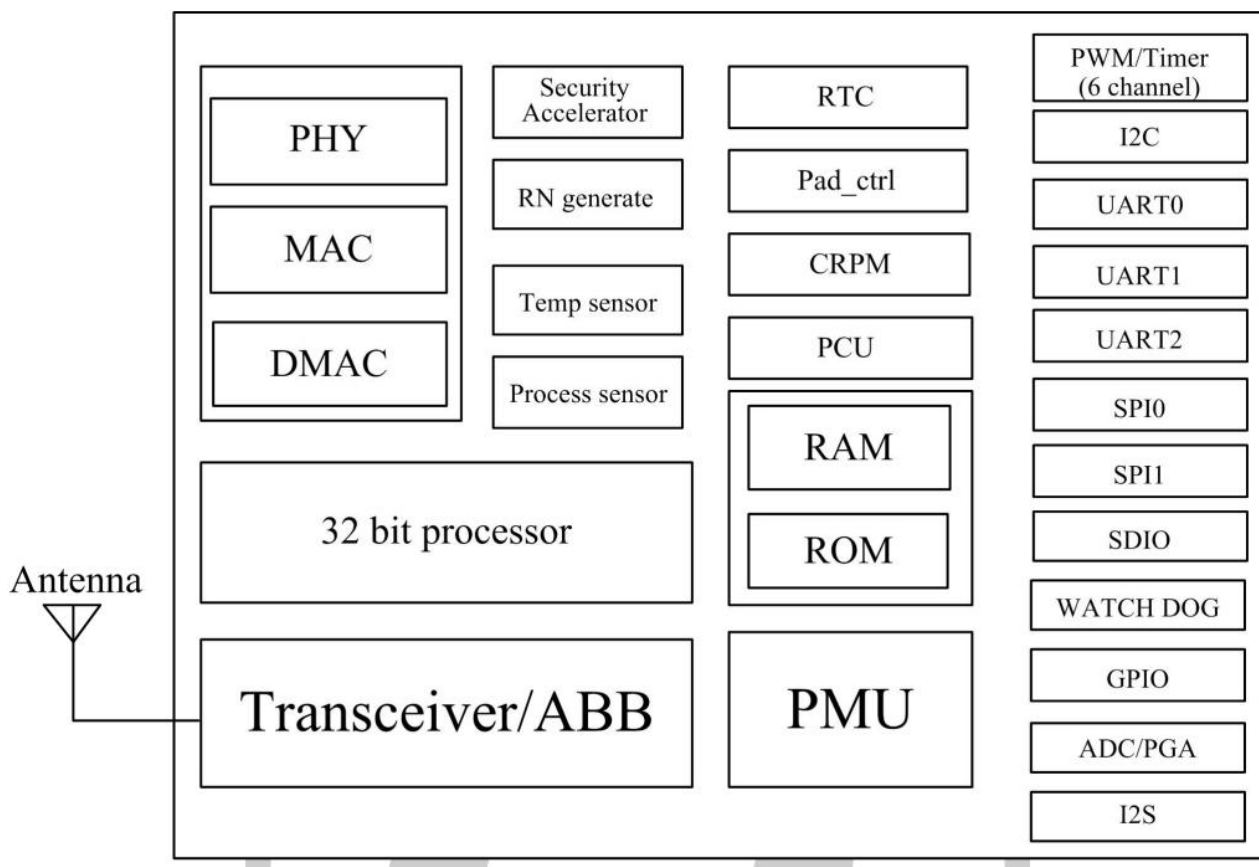 PHY
MAC
DMAC
Security
Accelerator
RN generate
Temp sensor
Process sensor
32 bit processor
Antenna
Transceiver/ABB
RTC
Pad_ctrl
CRPM
PCU
RAM
ROM
PMU
PWM/Timer
(6 channel)
I2C
UART0
UART1
UART2
SPI0
SPI1
SDIO
WATCH DOG
GPIO
ADC/PGA
I2S